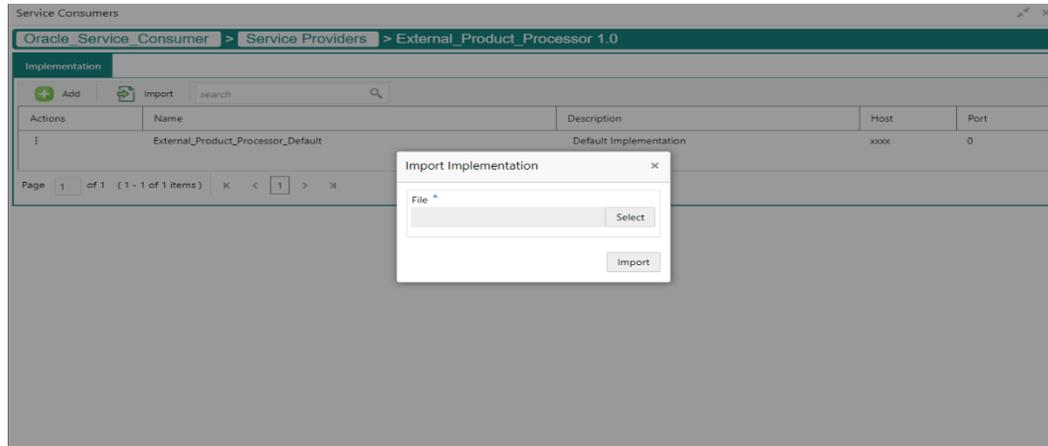 Service Consumers
Oracle_Service_Consumer > Service Providers > External_Product_Processor 1.0
Implementation
Add Import search
Actions Name Description Host Port
External_Product_Processor_Default Default Implementation xxxx 0
Page 1 of 1 (1 - 1 of 1 items) K < 1 > >|
Import Implementation ×
File *
Select
Import